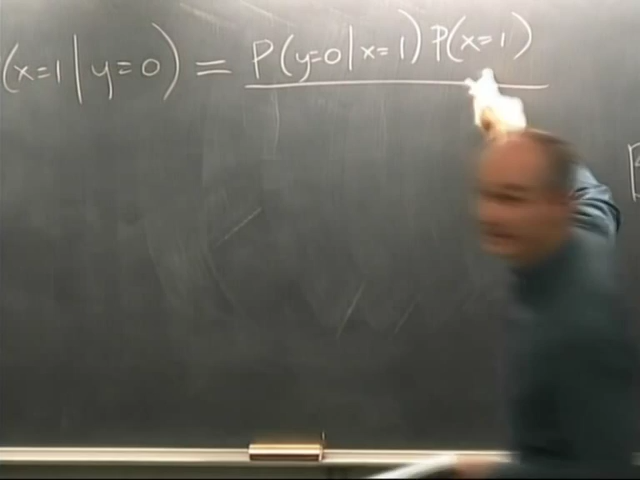 (x=1|y=0) = P(y=0|x=1) P(x=1)